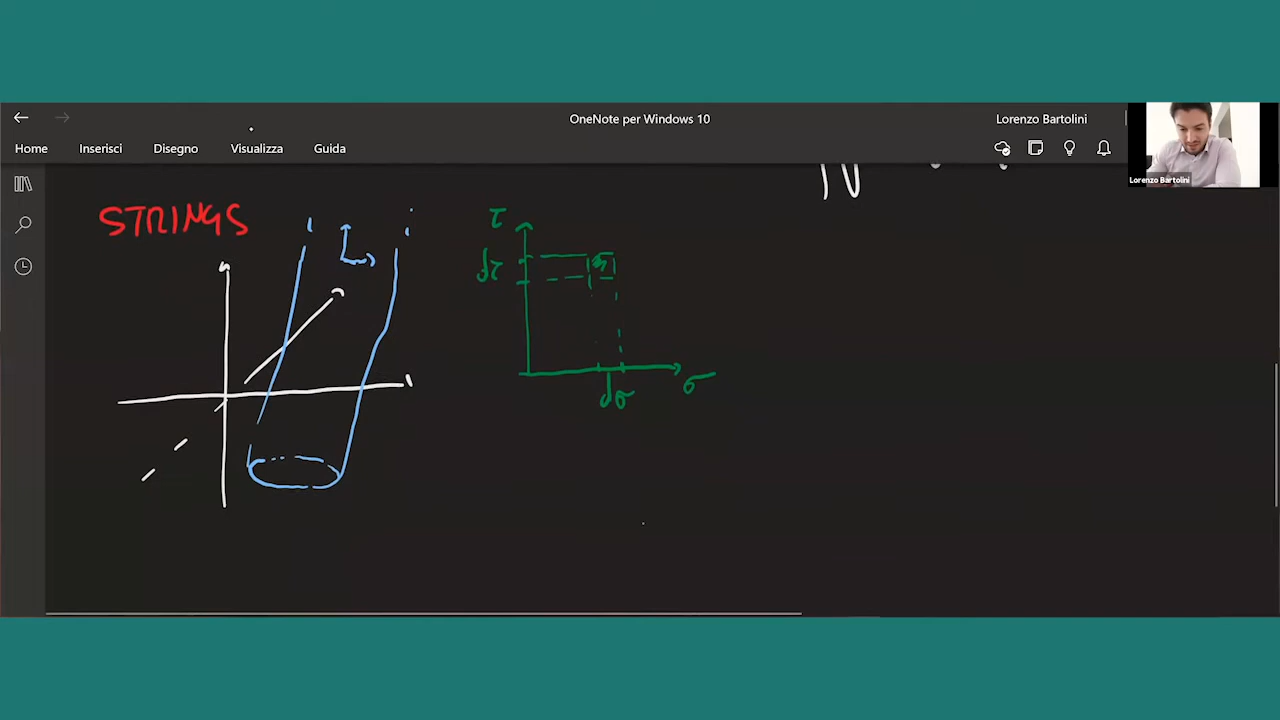 OneNote per Windows 10
Lorenzo Bartolini
Home Inserisci Disegno Visualizza Guida
Lorenzo Bartolini
N
STRINGS
τ
dτ
dσ
σ